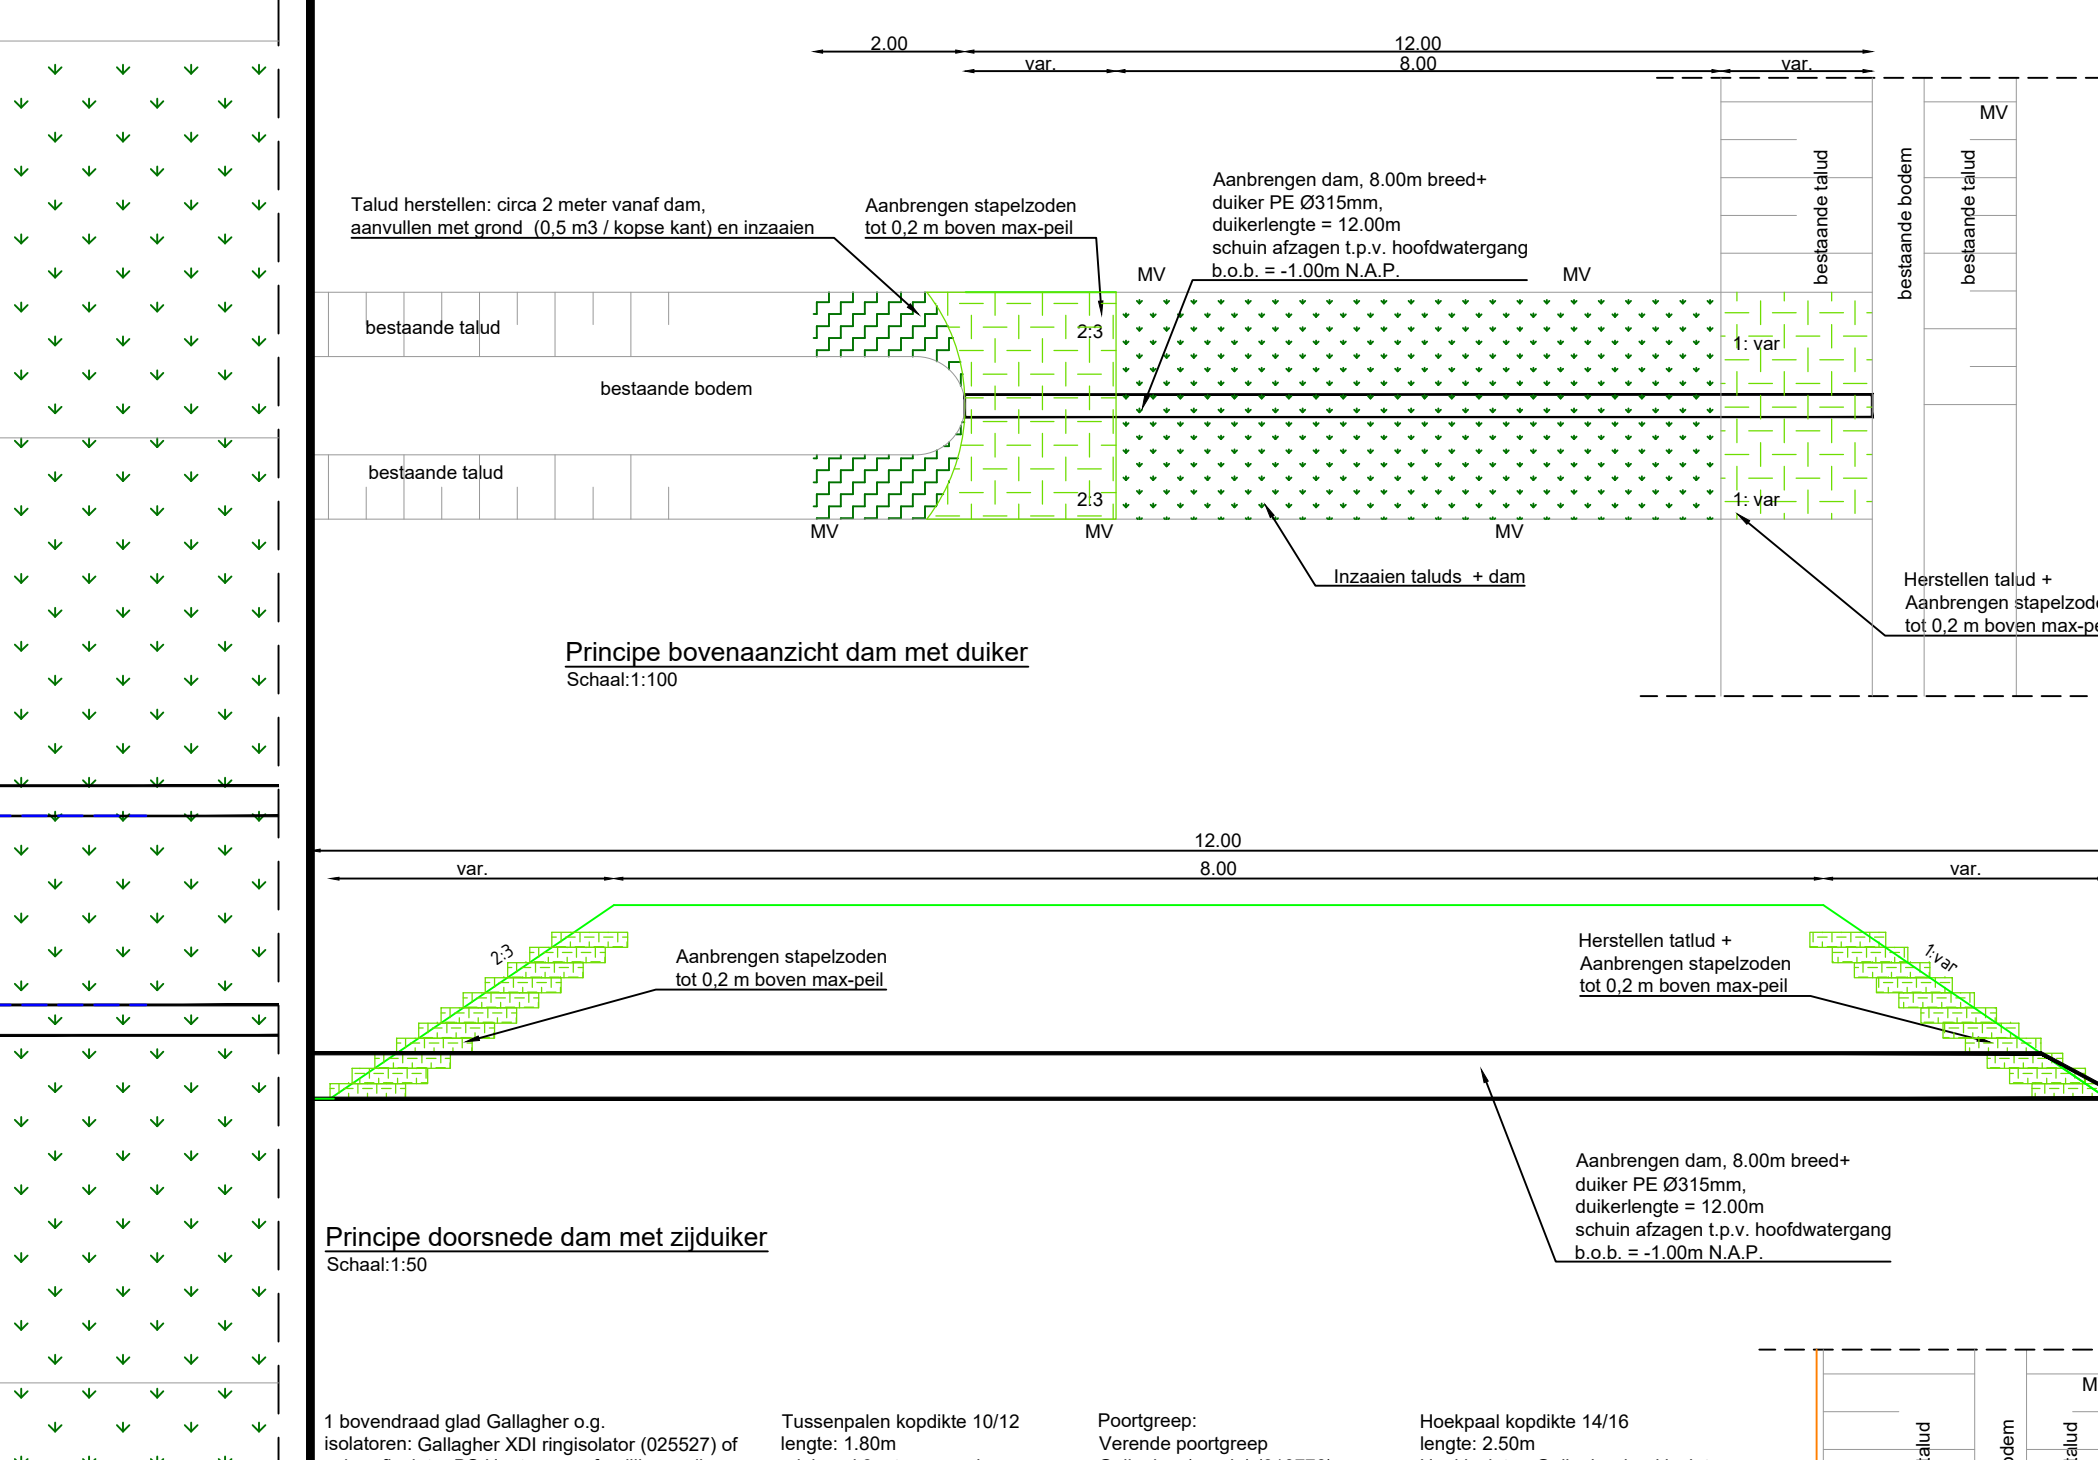 2.00
12.00
var.
8.00
var.
MV
bestaande talud
bestaande bodem
bestaande talud
Talud herstellen: circa 2 meter vanaf dam,
aanvullen met grond (0,5 m3 / kopse kant) en inzaaien
Aanbrengen stapelzoden
tot 0,2 m boven max-peil
Aanbrengen dam, 8.00m breed+
duiker PE Ø315mm,
duikerlengte = 12.00m
schuin afzagen t.p.v. hoofdwatergang
b.o.b. = -1.00m N.A.P.
MV
MV
bestaande talud
2:3
1: var
bestaande bodem
bestaande talud
2:3
1: var
MV
MV
MV
Inzaaien taluds + dam
Herstellen talud +
Aanbrengen
tot 0,2 m boven
Principe bovenaanzicht dam met duiker
Schaal:1:100
12.00
var.
8.00
var.
2:3
Aanbrengen stapelzoden
tot 0,2 m boven max-peil
Herstellen tatlud +
Aanbrengen stapelzoden
tot 0,2 m boven max-peil
1:var
Aanbrengen dam, 8.00m breed+
duiker PE Ø315mm,
duikerlengte = 12.00m
schuin afzagen t.p.v. hoofdwatergang
b.o.b. = -1.00m N.A.P.
Principe doorsnede dam met zijduiker
Schaal:1:50
1 bovendraad glad Gallagher o.g.
isolatoren: Gallagher XDI ringisolator (025527) of
Tussenpalen kopdikte 10/12
lengte: 1.80m
Poortgreep:
Verende poortgreep
Hoekpaal kopdikte 14/16
lengte: 2.50m